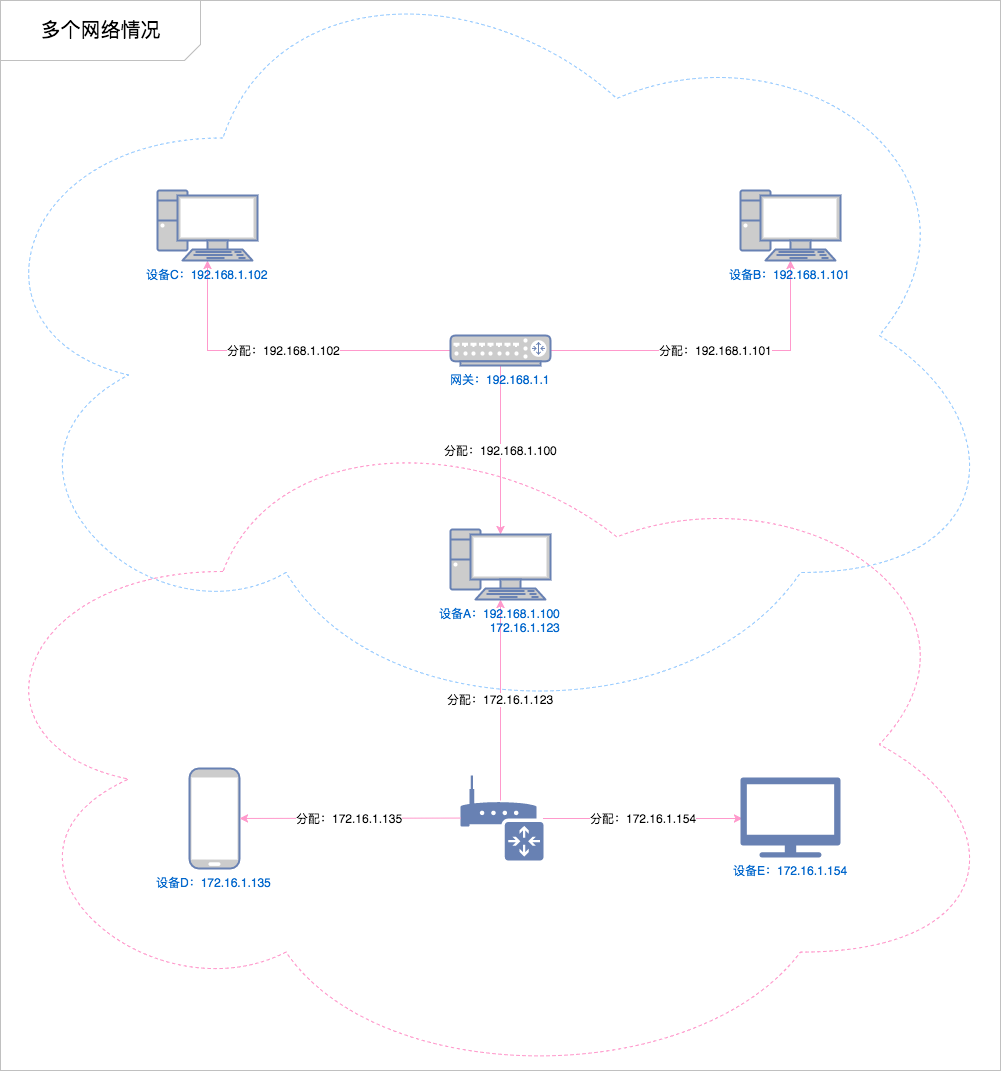 多个网络情况
设备C：192.168.1.102
设备B：192.168.1.101
分配：192.168.1.102
分配：192.168.1.101
网关：192.168.1.1
分配：192.168.1.100
设备A：192.168.1.100
172.16.1.123
分配：172.16.1.123
分配：172.16.1.135
分配：172.16.1.154
设备E：172.16.1.154
设备D：172.16.1.135